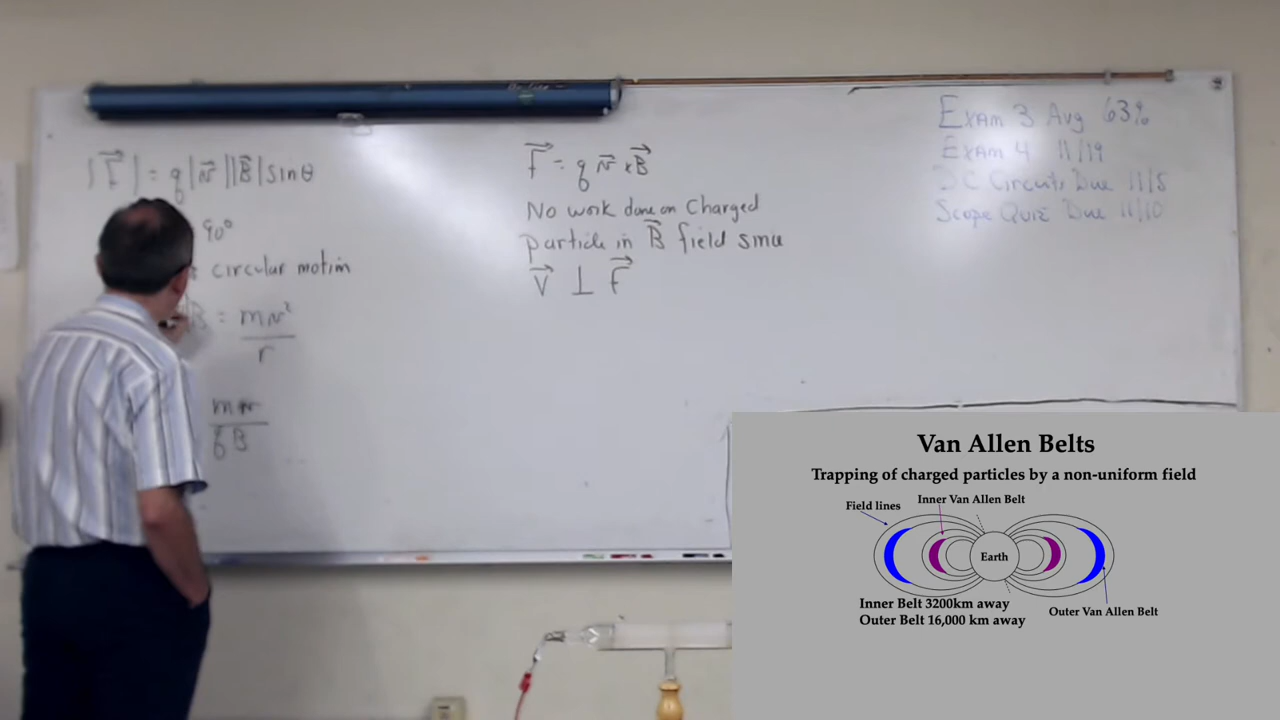 |F⃗| = q|v⃗||B⃗|sinθ
90°
circular motion
B = mv²
r
mv
qB
F⃗ = q v⃗ x B⃗
No work done on Charged
particle in B⃗ field since
V⃗ ⊥ F⃗
Exam 3 Avg 63%
Exam 4 11/19
DC Circuits Due 11/5
Scope Quiz Due 11/10
Van Allen Belts
Trapping of charged particles by a non-uniform field
Inner Van Allen Belt
Field lines
Earth
Inner Belt 3200km away
Outer Belt 16,000 km away
Outer Van Allen Belt